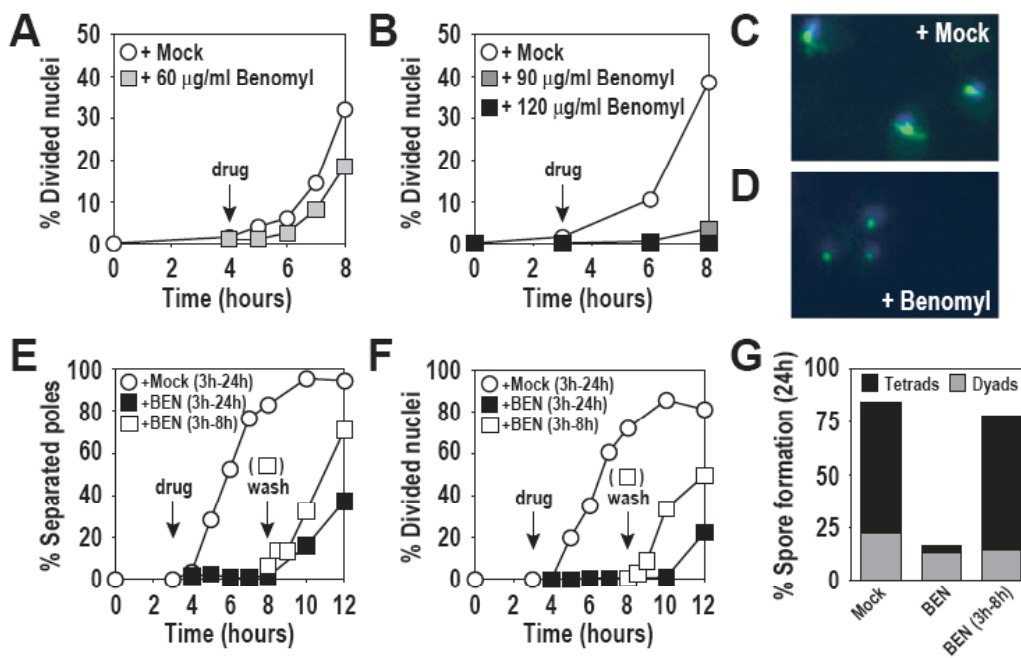 A
50
40
30
20
10
0
% Divided nuclei
+ Mock
+ 60 µg/ml Benomyl
drug
0 2 4 6 8
Time (hours)
B
50
40
30
20
10
0
% Divided nuclei
+ Mock
+ 90 µg/ml Benomyl
+ 120 µg/ml Benomyl
drug
0 2 4 6 8
Time (hours)
C
+ Mock
D
+ Benomyl
E
100
80
60
40
20
0
% Separated poles
+Mock (3h-24h)
+BEN (3h-24h)
+BEN (3h-8h)
drug
( )
wash
0 2 4 6 8 10 12
Time (hours)
F
100
80
60
40
20
0
% Divided nuclei
+Mock (3h-24h)
+BEN (3h-24h)
+BEN (3h-8h)
drug
( )
wash
0 2 4 6 8 10 12
Time (hours)
G
100
75
50
25
0
% Spore formation (24h)
Tetrads Dyads
Mock
BEN
BEN (3h-8h)